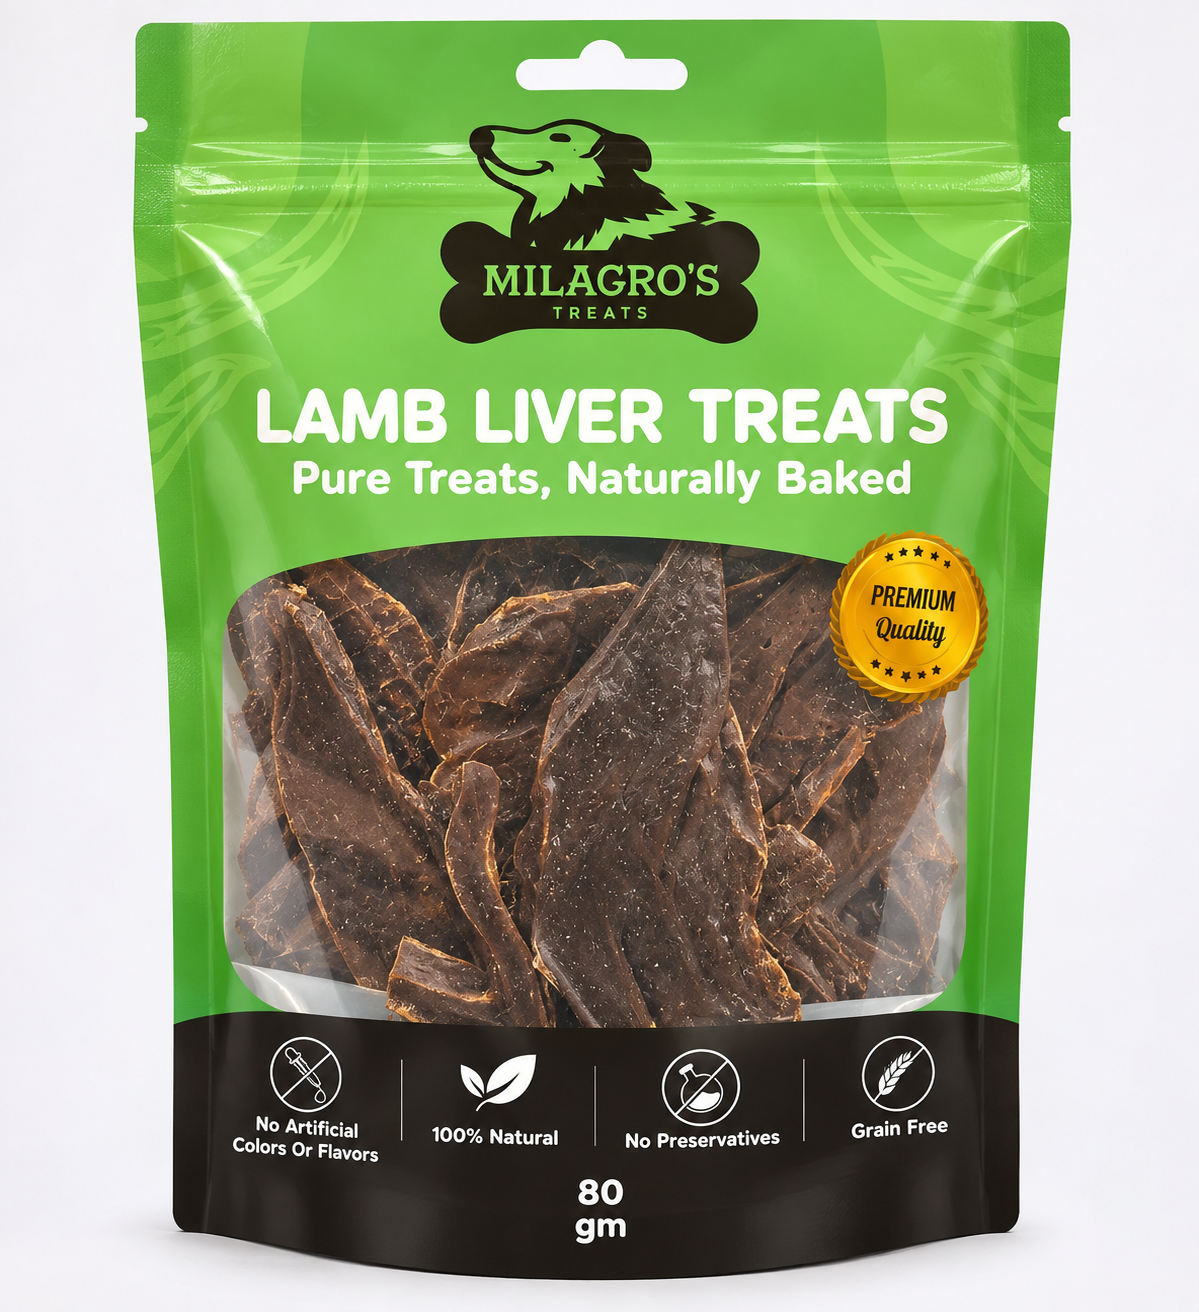 MILAGRO'S
TREATS
LAMB LIVER TREATS
Pure Treats, Naturally Baked
PREMIUM
Quality
No Artificial
Colors Or Flavors
100% Natural
No Preservatives
Grain Free
80
gm